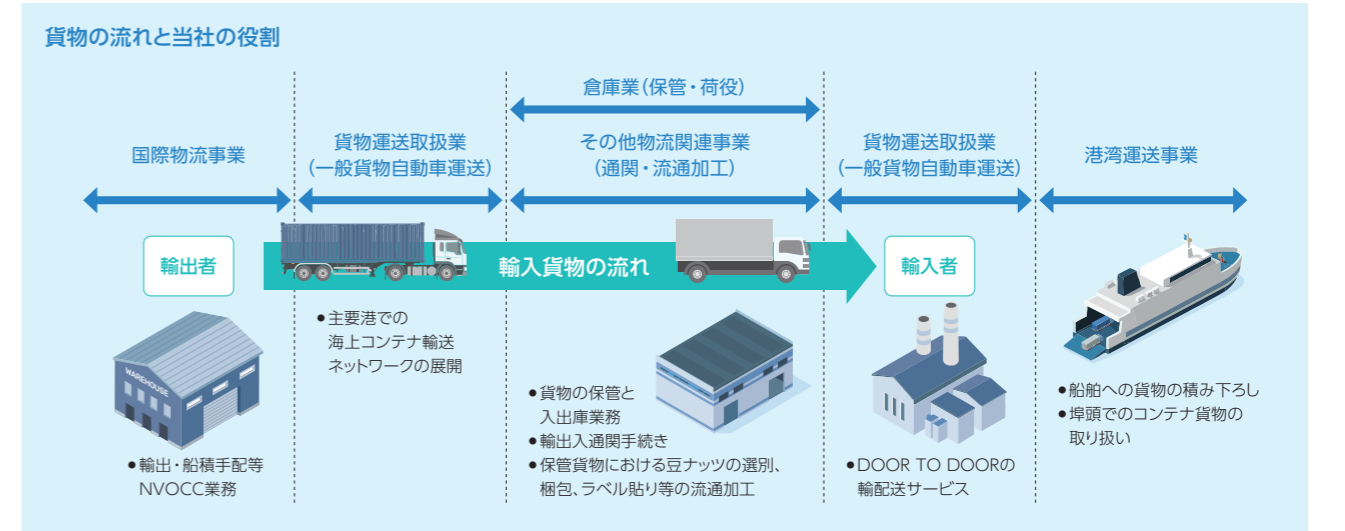 貨物の流れと当社の役割
倉庫業(保管・荷役)
国際物流事業
貨物運送取扱業
(一般貨物自動車運送)
その他物流関連事業
(通関・流通加工)
貨物運送取扱業
(一般貨物自動車運送)
港湾運送事業
輸出者
輸入貨物の流れ
輸入者
WAREHOUSE
●輸出・船積手配等
NVOCC業務
●主要港での
海上コンテナ輸送
ネットワークの展開
●貨物の保管と
入出庫業務
●輸出入通関手続き
●保管貨物における豆ナッツの選別、
梱包、ラベル貼り等の流通加工
●DOOR TO DOORの
輸配送サービス
●船舶への貨物の積み下ろし
●埠頭でのコンテナ貨物の
取り扱い